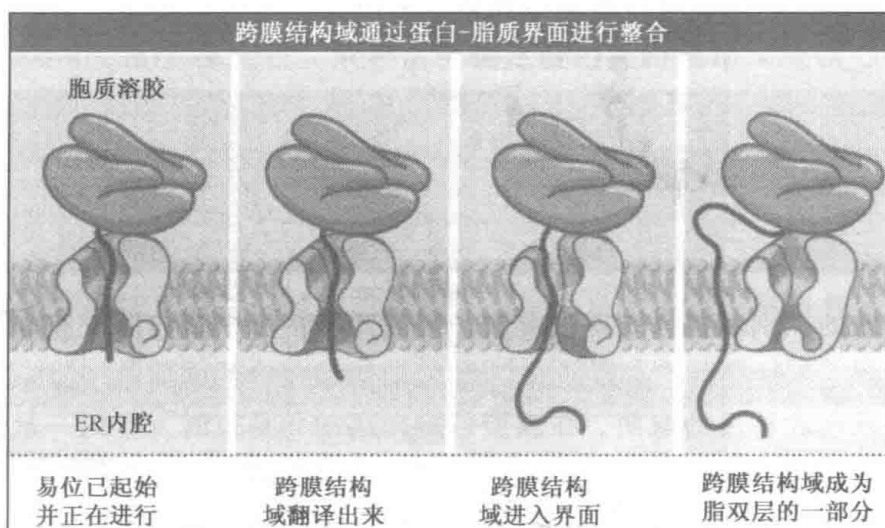 跨膜结构域通过蛋白-脂质界面进行整合
胞质溶胶
ER内腔
易位已起始
并正在进行
跨膜结构
域翻译出来
跨膜结构
域进入界面
跨膜结构域成为
脂双层的一部分